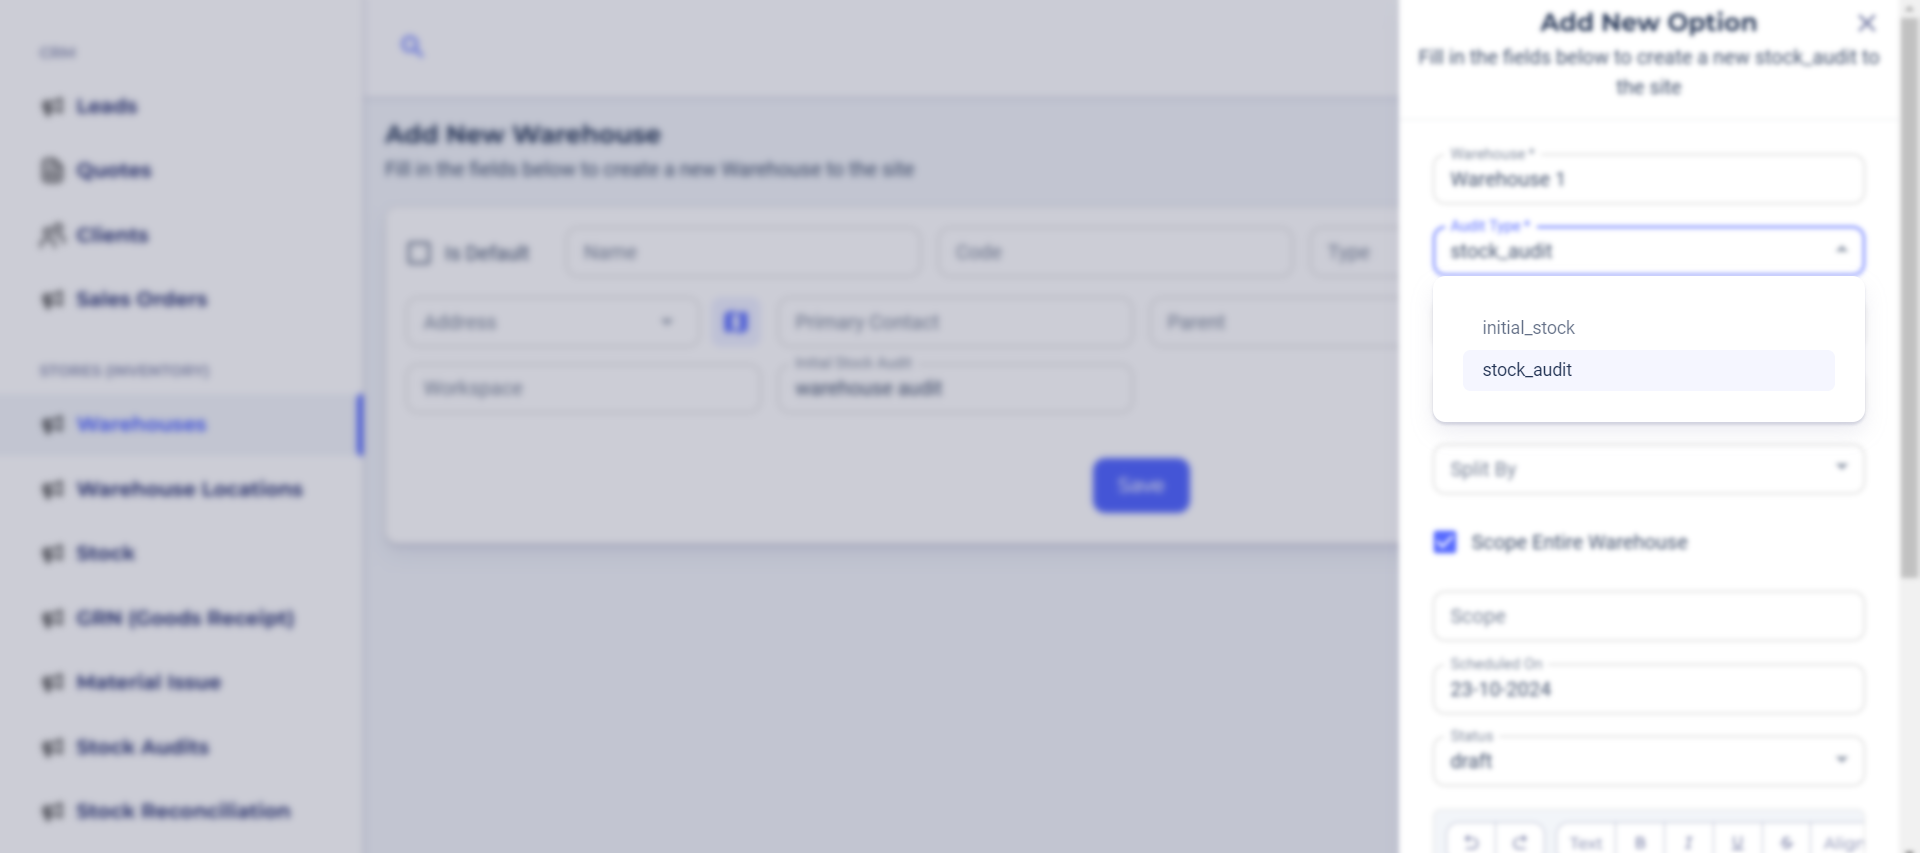 CRM
Leads
Quotes
Clients
Sales Orders
STORES (INVENTORY)
Warehouses
Warehouse Locations
Stock
GRN (Goods Receipt)
Material Issue
Stock Audits
Stock Reconciliation
Add New Warehouse
Fill in the fields below to create a new Warehouse to the site
Is Default
Name
Code
Type
Address
Primary Contact
Parent
Workspace
Initial Stock Audit
warehouse audit
Save
Add New Option
Fill in the fields below to create a new stock_audit to
the site
Warehouse *
Warehouse 1
Audit Type *
stock_audit
initial_stock
stock_audit
Split By
Scope Entire Warehouse
Scope
Scheduled On
23-10-2024
Status
draft
Text B I U S Align